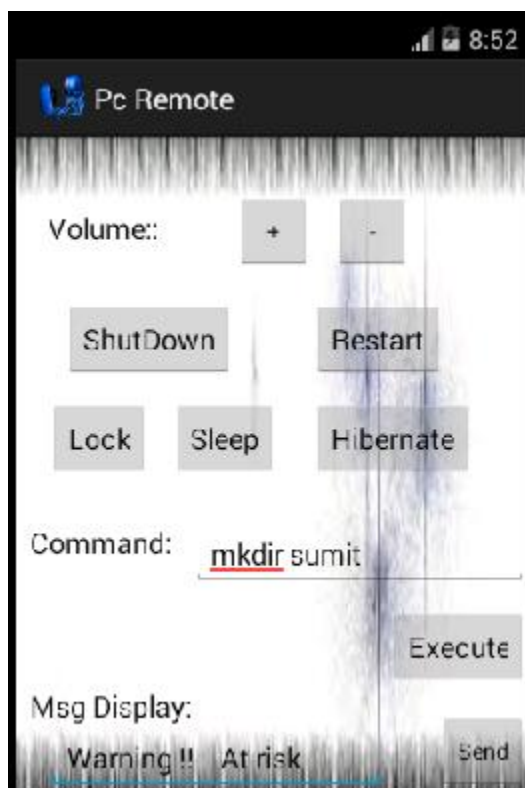 8:52
Pc Remote
Volume:: + -
ShutDown Restart
Lock Sleep Hibernate
Command: mkdir sumit
Execute
Msg Display:
Warning !! At risk Send